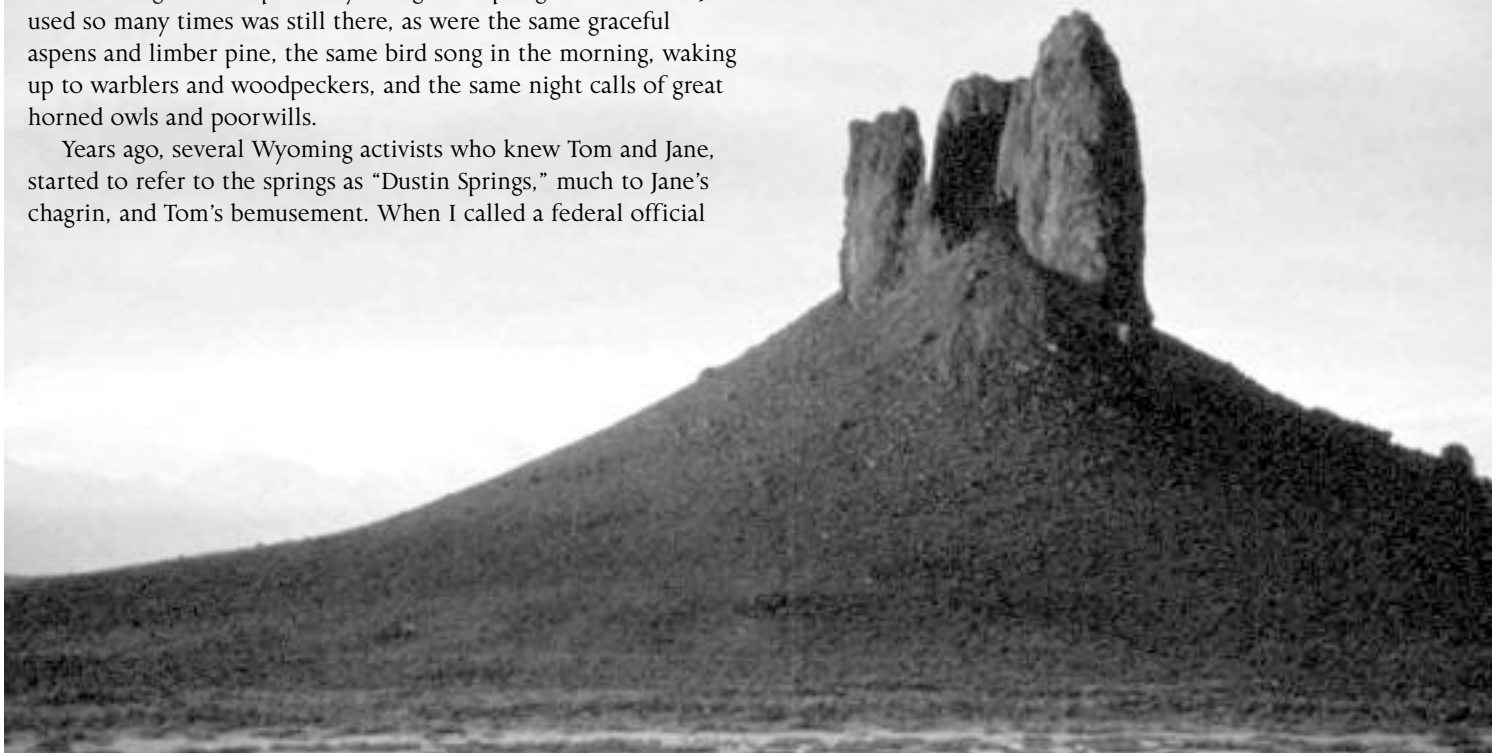 used so many times was still there, as were the same graceful
aspens and limber pine, the same bird song in the morning, waking
up to warblers and woodpeckers, and the same night calls of great
horned owls and poorwills.
Years ago, several Wyoming activists who knew Tom and Jane,
started to refer to the springs as “Dustin Springs,” much to Jane’s
chagrin, and Tom’s bemusement. When I called a federal official